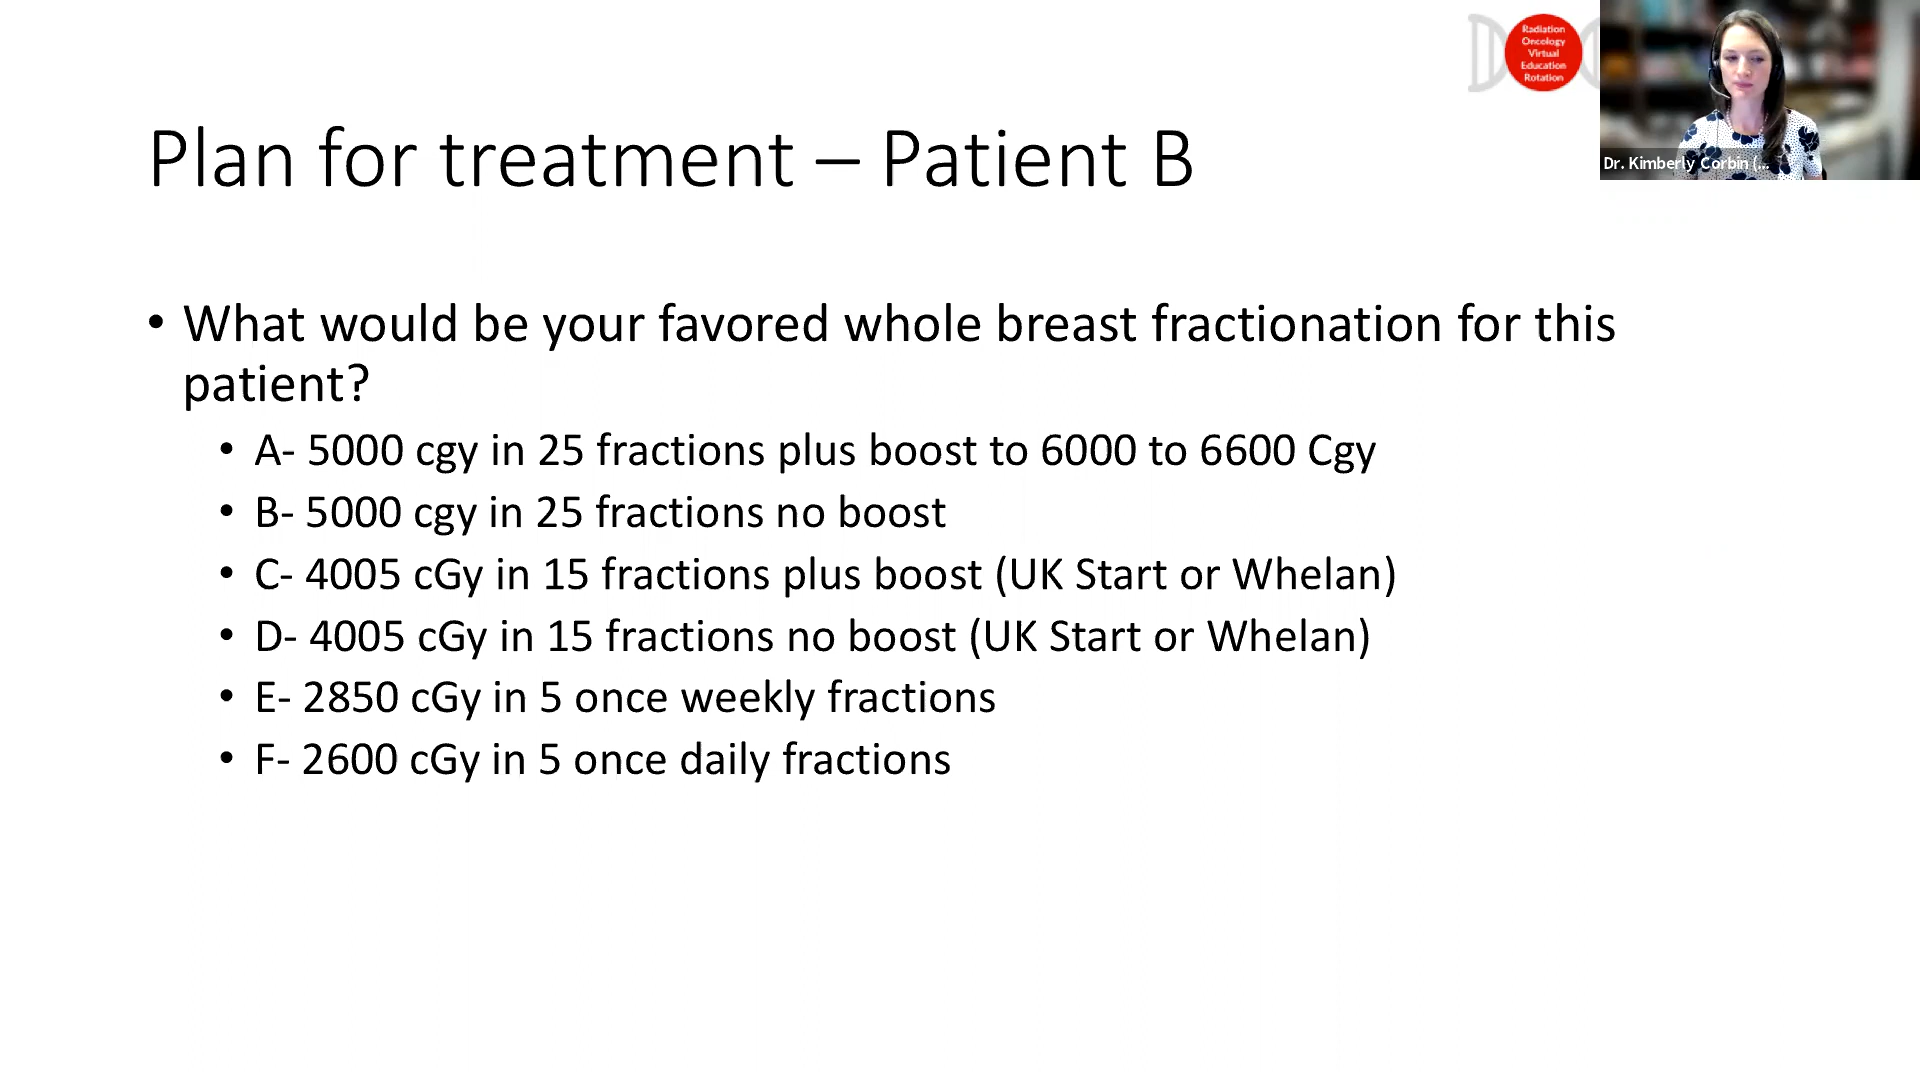 Radiation
Oncology
Virtual
Education
Rotation
Dr. Kimberly Corbin (...
Plan for treatment – Patient B
• What would be your favored whole breast fractionation for this
patient?
• A- 5000 cgy in 25 fractions plus boost to 6000 to 6600 Cgy
• B- 5000 cgy in 25 fractions no boost
• C- 4005 cGy in 15 fractions plus boost (UK Start or Whelan)
• D- 4005 cGy in 15 fractions no boost (UK Start or Whelan)
• E- 2850 cGy in 5 once weekly fractions
• F- 2600 cGy in 5 once daily fractions